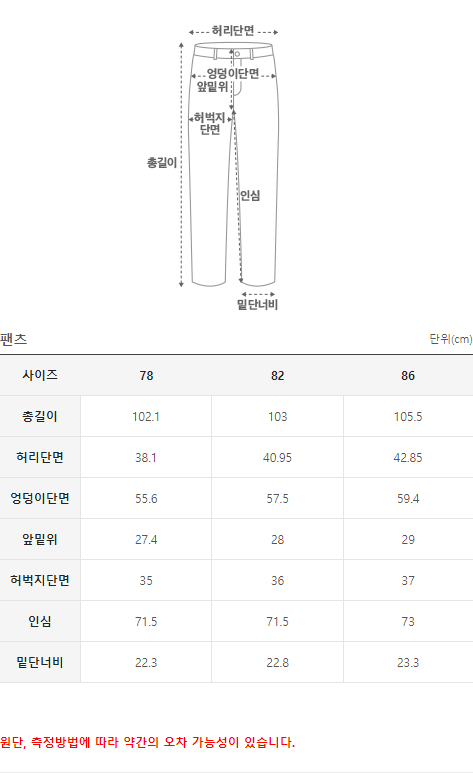 허리단면
엉덩이단면
앞밑위
허벅지
단면
총길이
인심
밑단너비
팬츠 단위(cm)
사이즈 78 82 86
총길이 102.1 103 105.5
허리단면 38.1 40.95 42.85
엉덩이단면 55.6 57.5 59.4
앞밑위 27.4 28 29
허벅지단면 35 36 37
인심 71.5 71.5 73
밑단너비 22.3 22.8 23.3
원단, 측정방법에 따라 약간의 오차 가능성이 있습니다.